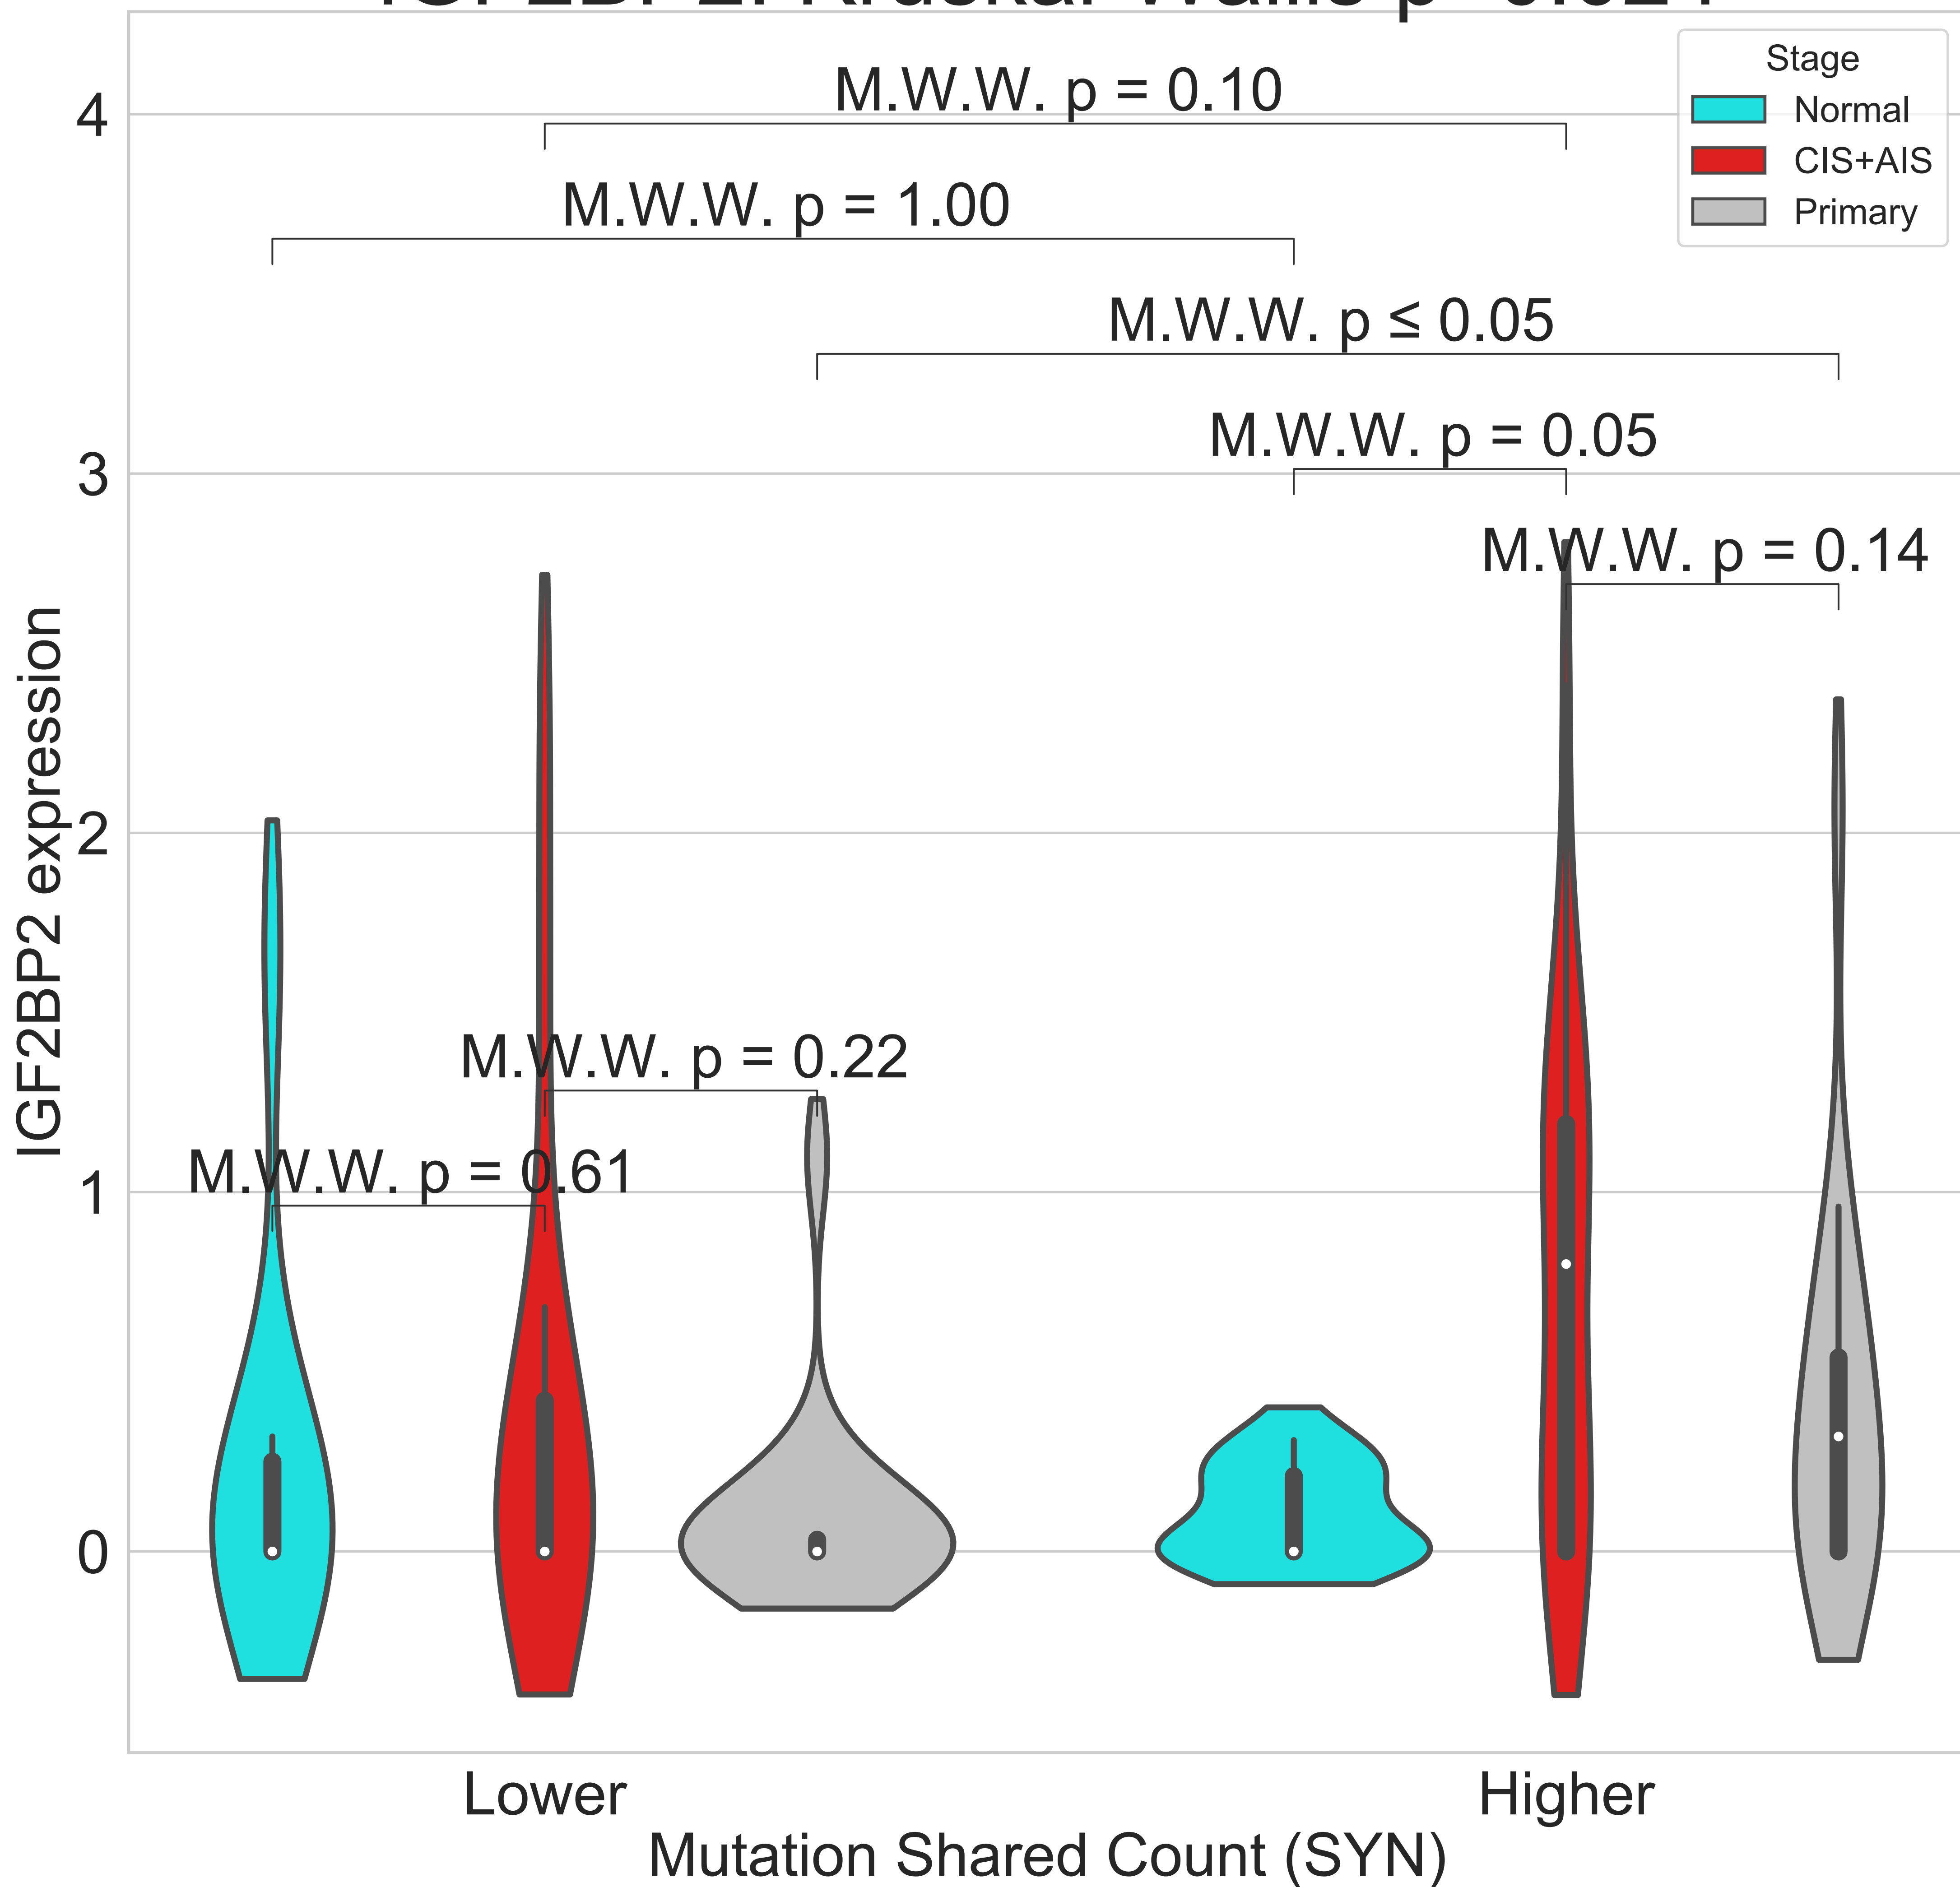 Stage
Normal
CIS+AIS
Primary
M.W.W. p = 0.10
M.W.W. p = 1.00
M.W.W. p ≤ 0.05
M.W.W. p = 0.05
M.W.W. p = 0.14
M.W.W. p = 0.22
M.W.W. p = 0.61
4
3
2
1
0
IGF2BP2 expression
Lower
Higher
Mutation Shared Count (SYN)